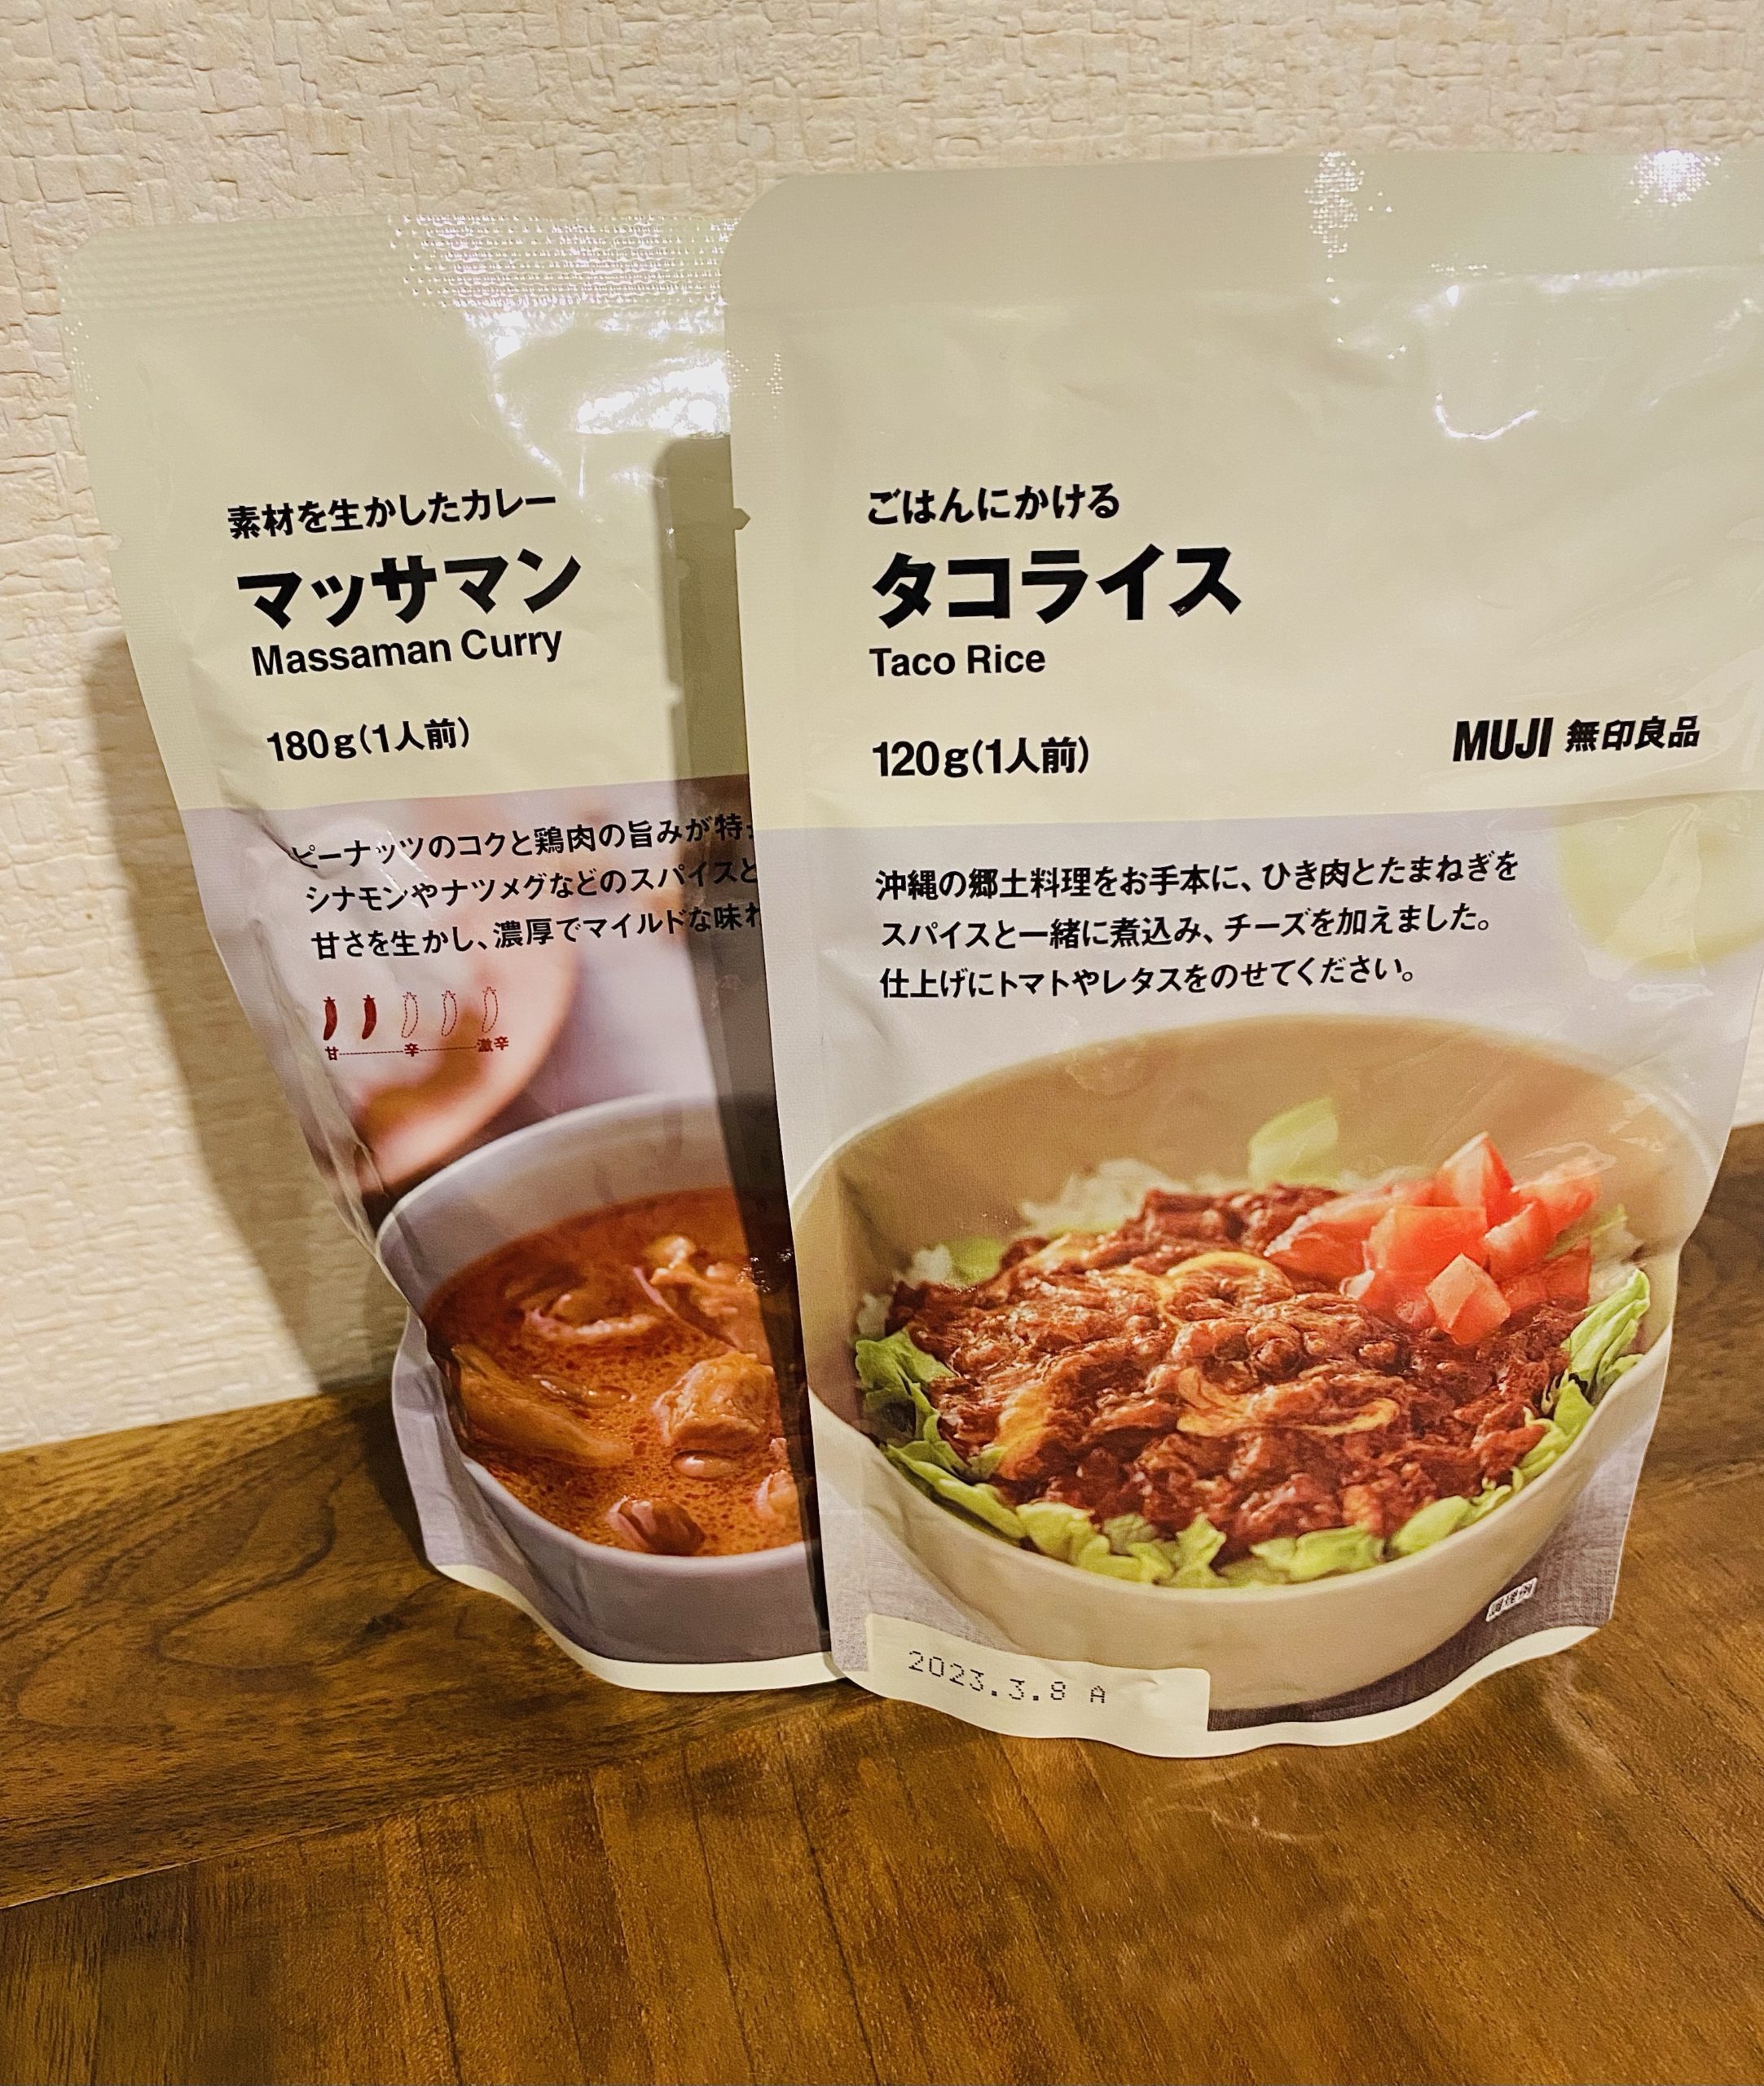 素材を生かしたカレー
マッサマン
Massaman Curry
180g(1人前)
ピーナッツのコクと鶏肉の旨みが特
シナモンやナツメグなどのスパイスと
甘さを生かし、濃厚でマイルドな味わ
甘 辛 激辛
ごはんにかける
タコライス
Taco Rice
120g(1人前)
MUJI 無印良品
沖縄の郷土料理をお手本に、ひき肉とたまねぎを
スパイスと一緒に煮込み、チーズを加えました。
仕上げにトマトやレタスをのせてください。
調理例
2023.3.8 A